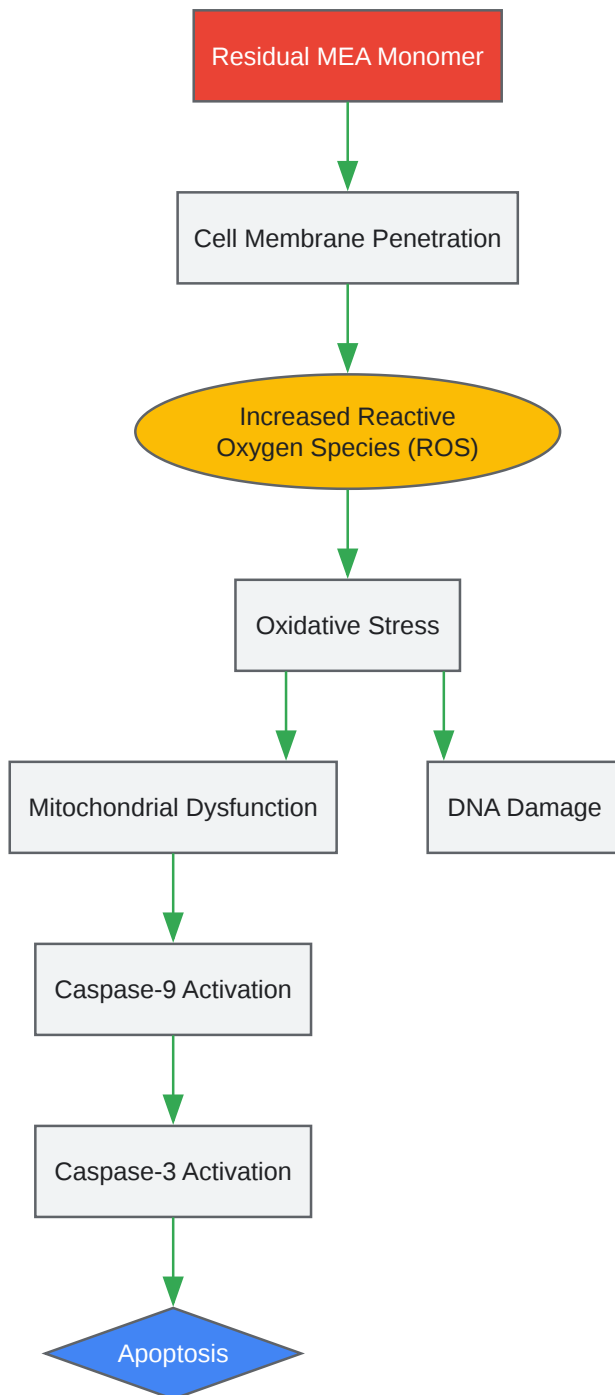 Residual MEA Monomer
Cell Membrane Penetration
Increased Reactive
Oxygen Species (ROS)
Oxidative Stress
Mitochondrial Dysfunction
DNA Damage
Caspase-9 Activation
Caspase-3 Activation
Apoptosis